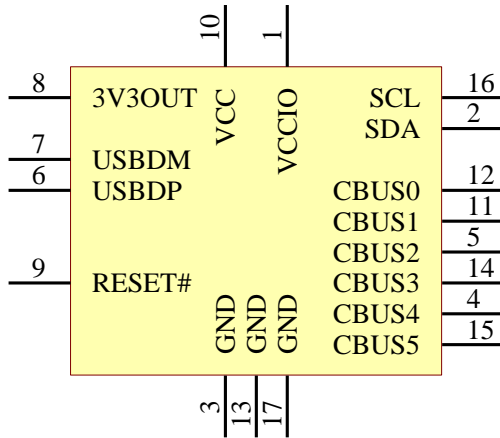 10 1
8 3V3OUT VCC VCCIO SCL 16
SDA 2
7 USBDM
6 USBDP CBUS0 12
CBUS1 11
CBUS2 5
9 RESET# CBUS3 14
GND GND GND CBUS4 4
CBUS5 15
3 13 17